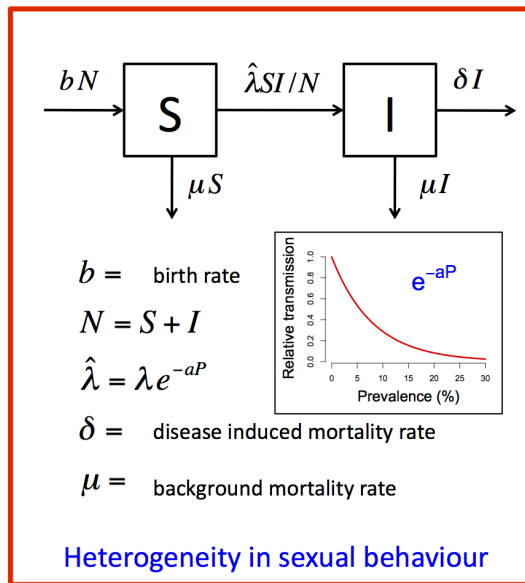 bN
λ̂SI/N
δI
S
I
μS
μI
b = birth rate
N = S + I
λ̂ = λe^{−aP}
δ = disease induced mortality rate
μ = background mortality rate
Relative transmission
1.0
0.8
0.6
0.4
0.2
0.0
e^{−aP}
0 5 10 15 20 25 30
Prevalence (%)
Heterogeneity in sexual behaviour